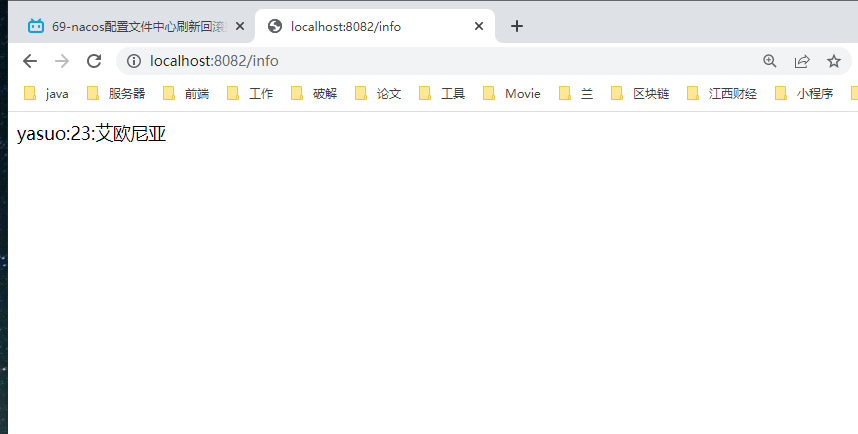 69-nacos配置文件中心刷新回滚
localhost:8082/info
localhost:8082/info
java 服务器 前端 工作 破解 论文 工具 Movie 兰 区块链 江西财经 小程序
yasuo:23:艾欧尼亚